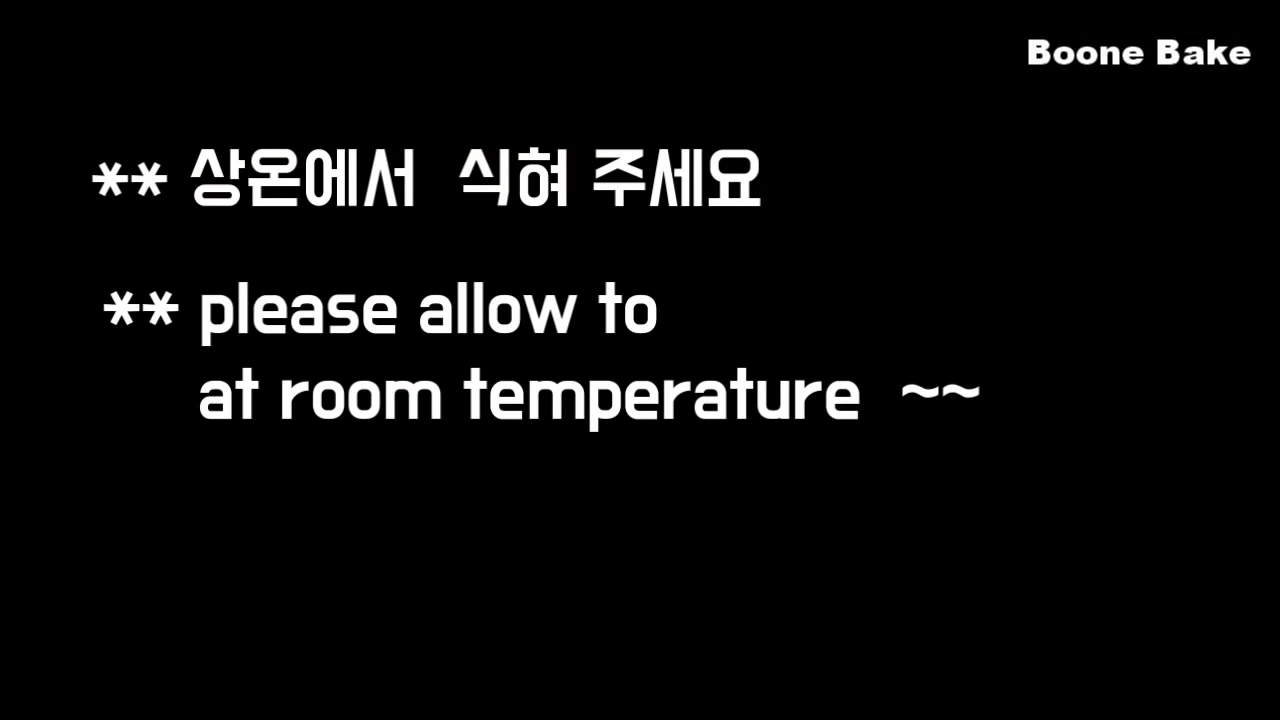 Boone Bake
** 상온에서 식혀 주세요
** please allow to
at room temperature ~~